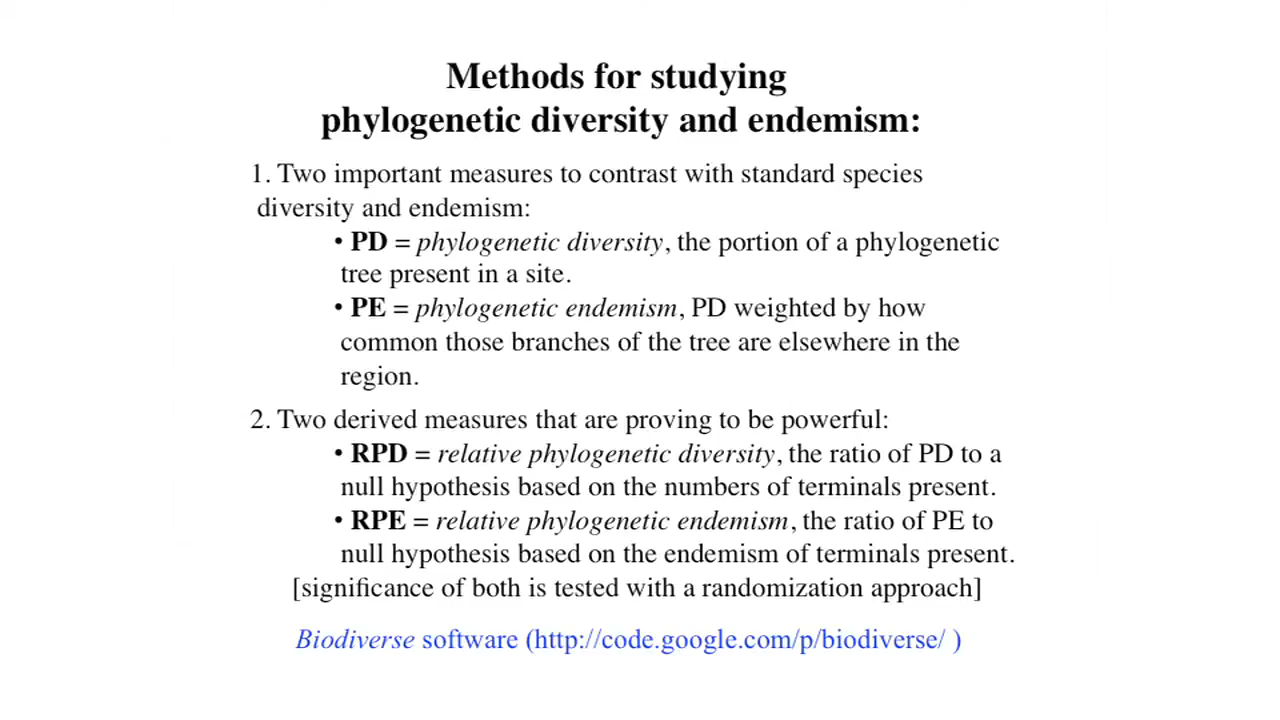 Methods for studying
phylogenetic diversity and endemism:
1. Two important measures to contrast with standard species
diversity and endemism:
• PD = phylogenetic diversity, the portion of a phylogenetic
tree present in a site.
• PE = phylogenetic endemism, PD weighted by how
common those branches of the tree are elsewhere in the
region.
2. Two derived measures that are proving to be powerful:
• RPD = relative phylogenetic diversity, the ratio of PD to a
null hypothesis based on the numbers of terminals present.
• RPE = relative phylogenetic endemism, the ratio of PE to
null hypothesis based on the endemism of terminals present.
[significance of both is tested with a randomization approach]
Biodiverse software (http://code.google.com/p/biodiverse/ )